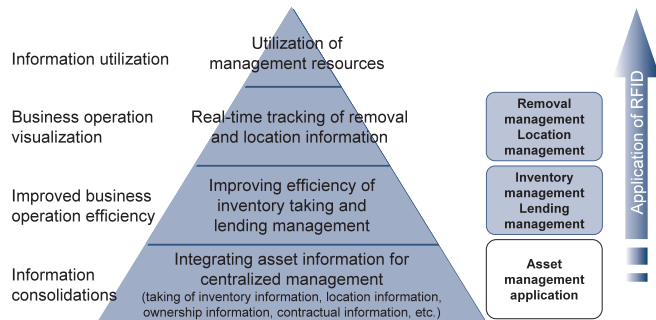 Information utilization
Utilization of
management resources
Business operation
visualization
Real-time tracking of removal
and location information
Removal
management
Location
management
Improved business
operation efficiency
Improving efficiency of
inventory taking and
lending management
Inventory
management
Lending
management
Information
consolidations
Integrating asset information for
centralized management
(taking of inventory information, location information,
ownership information, contractual information, etc.)
Asset
management
application
Application of RFID